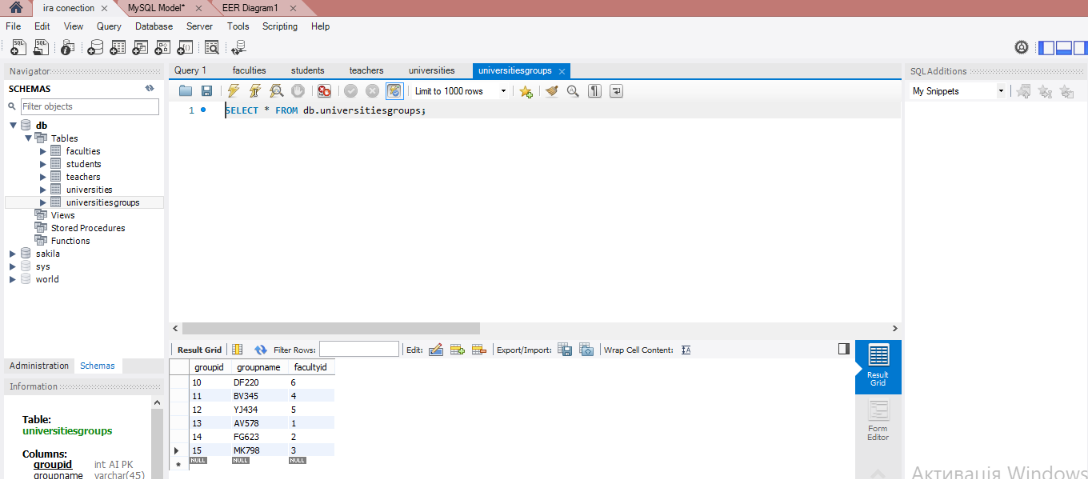 ira conection × MySQL Model* × EER Diagram1 ×
File Edit View Query Database Server Tools Scripting Help
Navigator
SCHEMAS
Filter objects
db
Tables
faculties
students
teachers
universities
universitiesgroups
Views
Stored Procedures
Functions
sakila
sys
world
Administration Schemas
Information
Table:
universitiesgroups
Columns:
groupid int AI PK
groupname varchar(45)
Query 1 faculties students teachers universities universitiesgroups ×
Limit to 1000 rows
1 SELECT * FROM db.universitiesgroups;
Result Grid Filter Rows: Edit: Export/Import: Wrap Cell Content:
groupid groupname facultyid
10 DF220 6
11 BV345 4
12 YJ434 5
13 AV578 1
14 FG623 2
15 MK798 3
NULL NULL NULL
Result
Grid
Form
Editor
SQLAdditions
My Snippets
Активація Windows